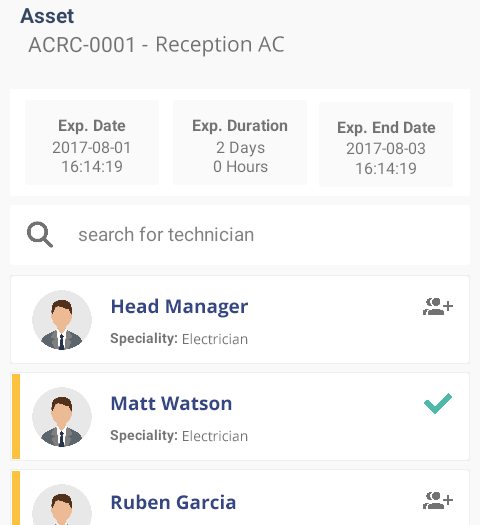 Asset
ACRC-0001 - Reception AC
Exp. Date
2017-08-01
16:14:19
Exp. Duration
2 Days
0 Hours
Exp. End Date
2017-08-03
16:14:19
search for technician
Head Manager
Speciality: Electrician
Matt Watson
Speciality: Electrician
Ruben Garcia